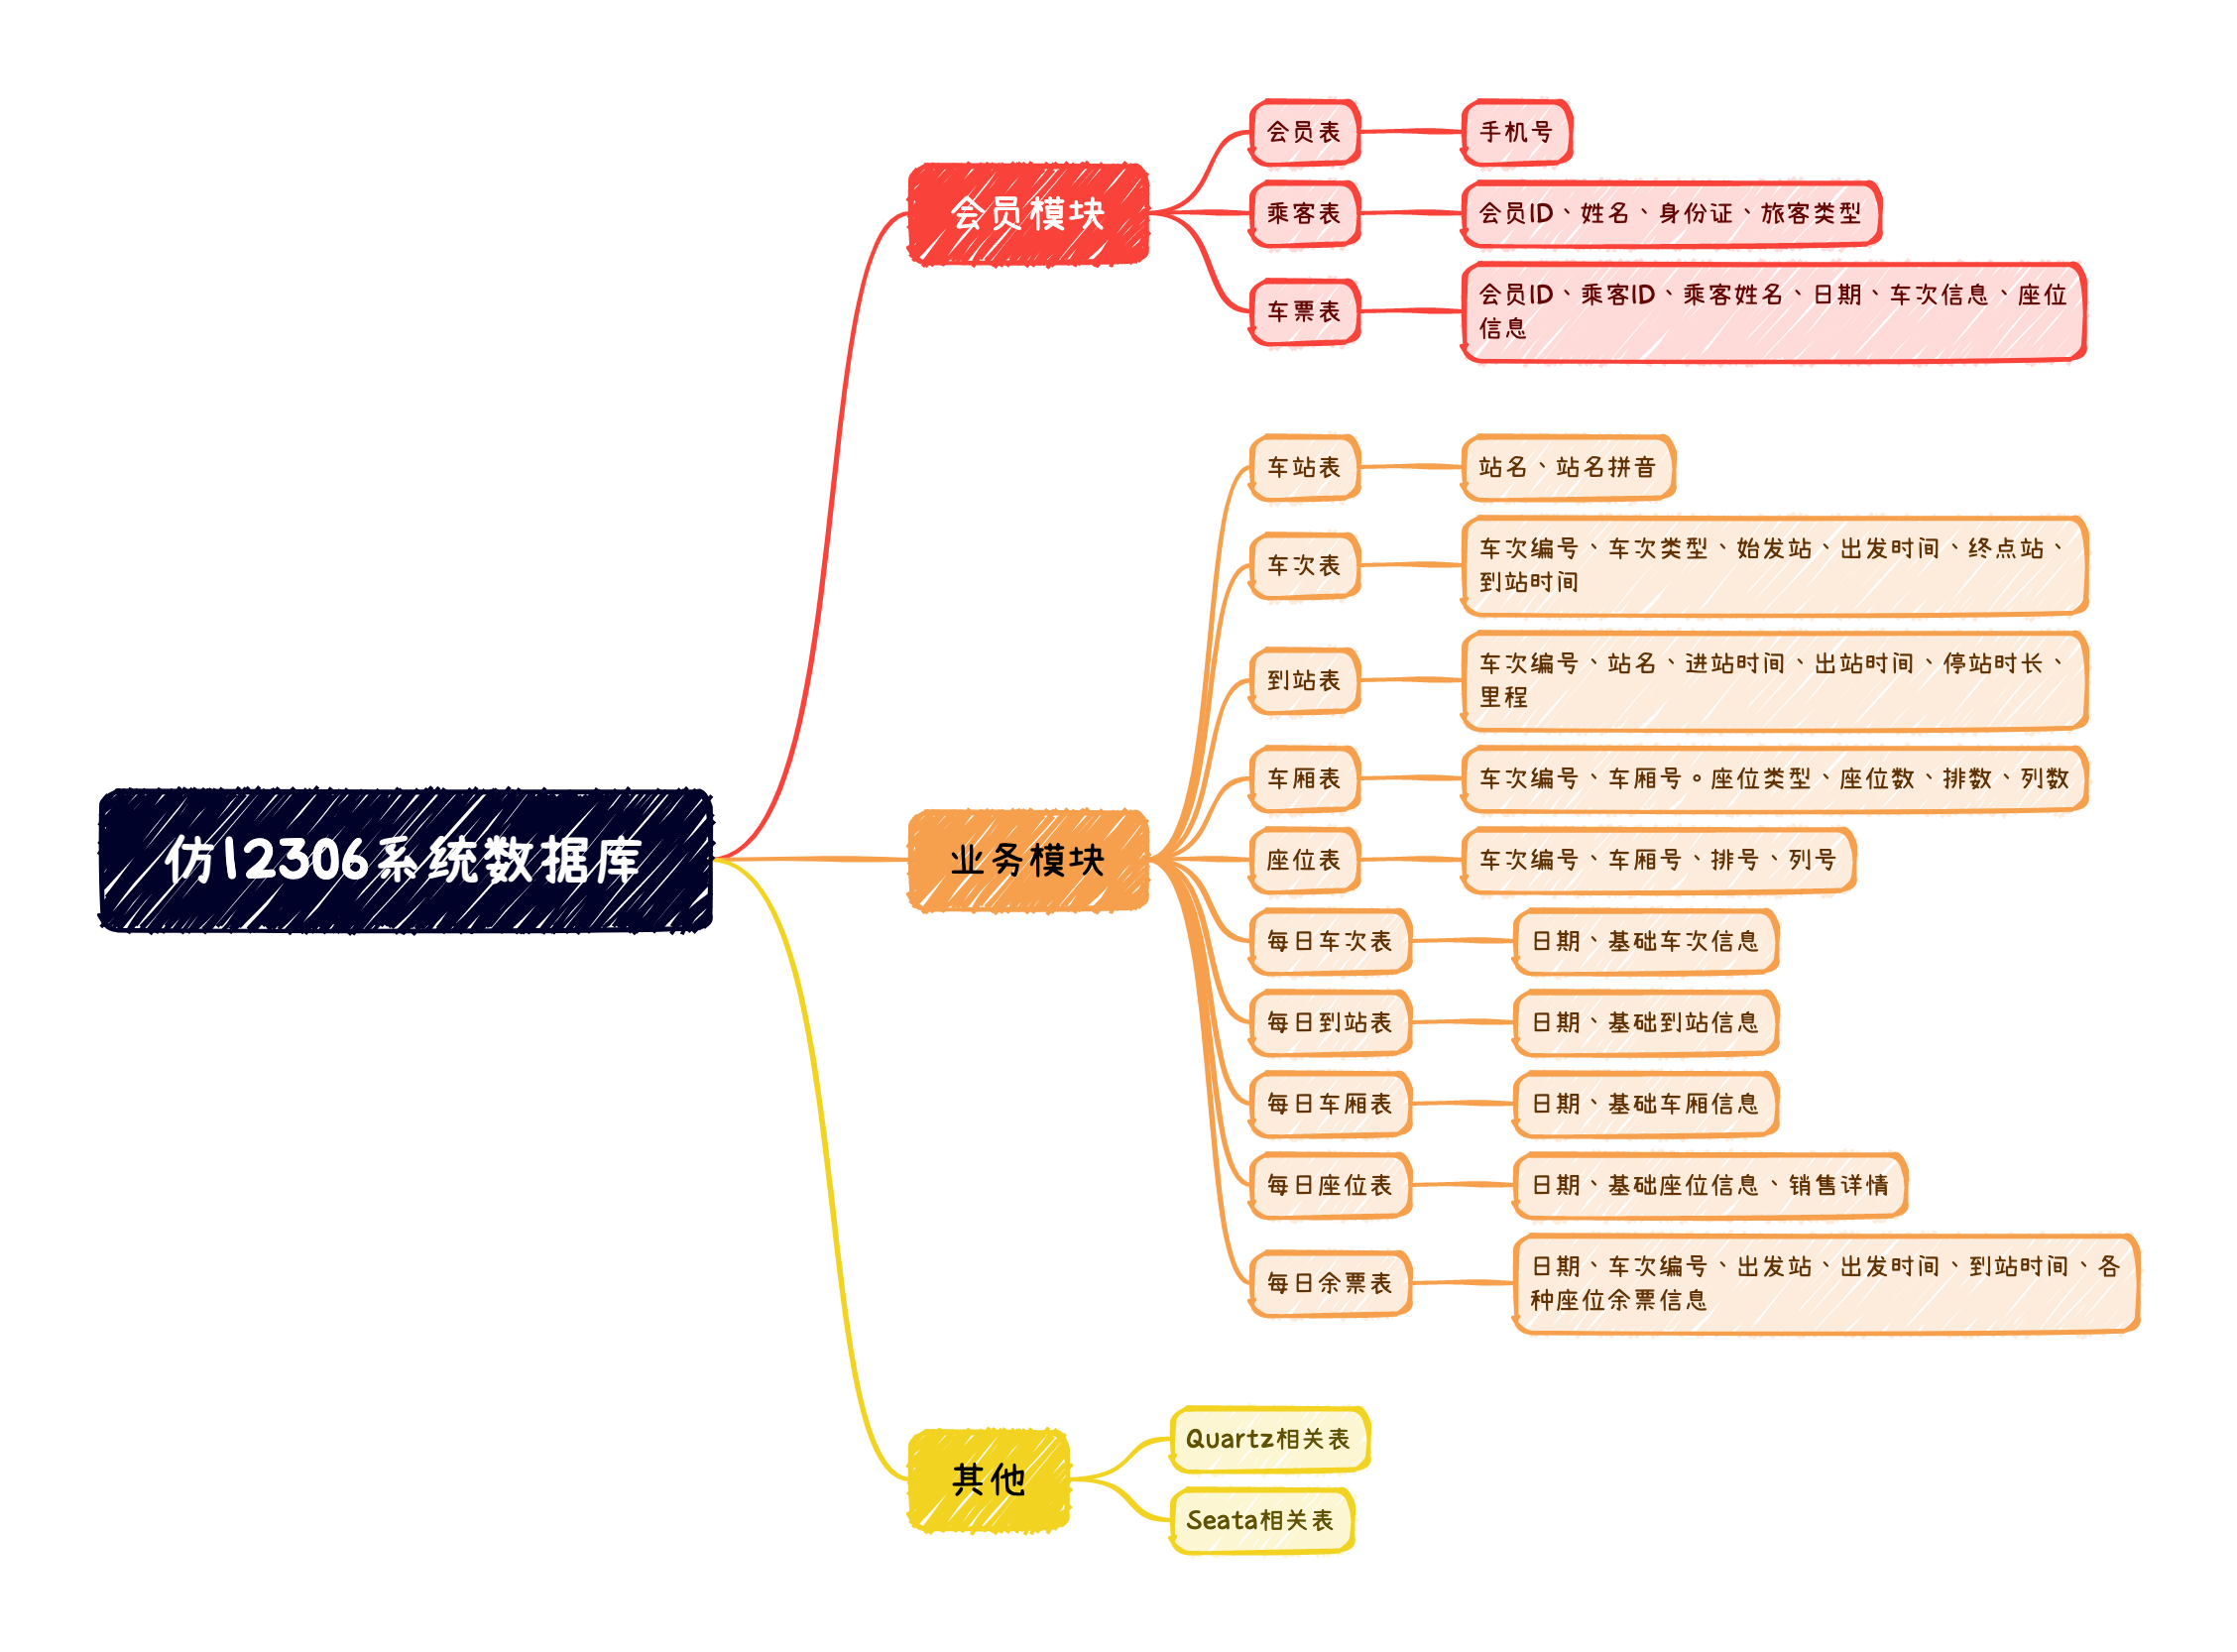 仿12306系统数据库
会员模块
会员表
手机号
乘客表
会员ID、姓名、身份证、旅客类型
车票表
会员ID、乘客ID、乘客姓名、日期、车次信息、座位
信息
业务模块
车站表
站名、站名拼音
车次表
车次编号、车次类型、始发站、出发时间、终点站、
到站时间
到站表
车次编号、站名、进站时间、出站时间、停站时长、
里程
车厢表
车次编号、车厢号。座位类型、座位数、排数、列数
座位表
车次编号、车厢号、排号、列号
每日车次表
日期、基础车次信息
每日到站表
日期、基础到站信息
每日车厢表
日期、基础车厢信息
每日座位表
日期、基础座位信息、销售详情
每日余票表
日期、车次编号、出发站、出发时间、到站时间、各
种座位余票信息
其他
Quartz相关表
Seata相关表